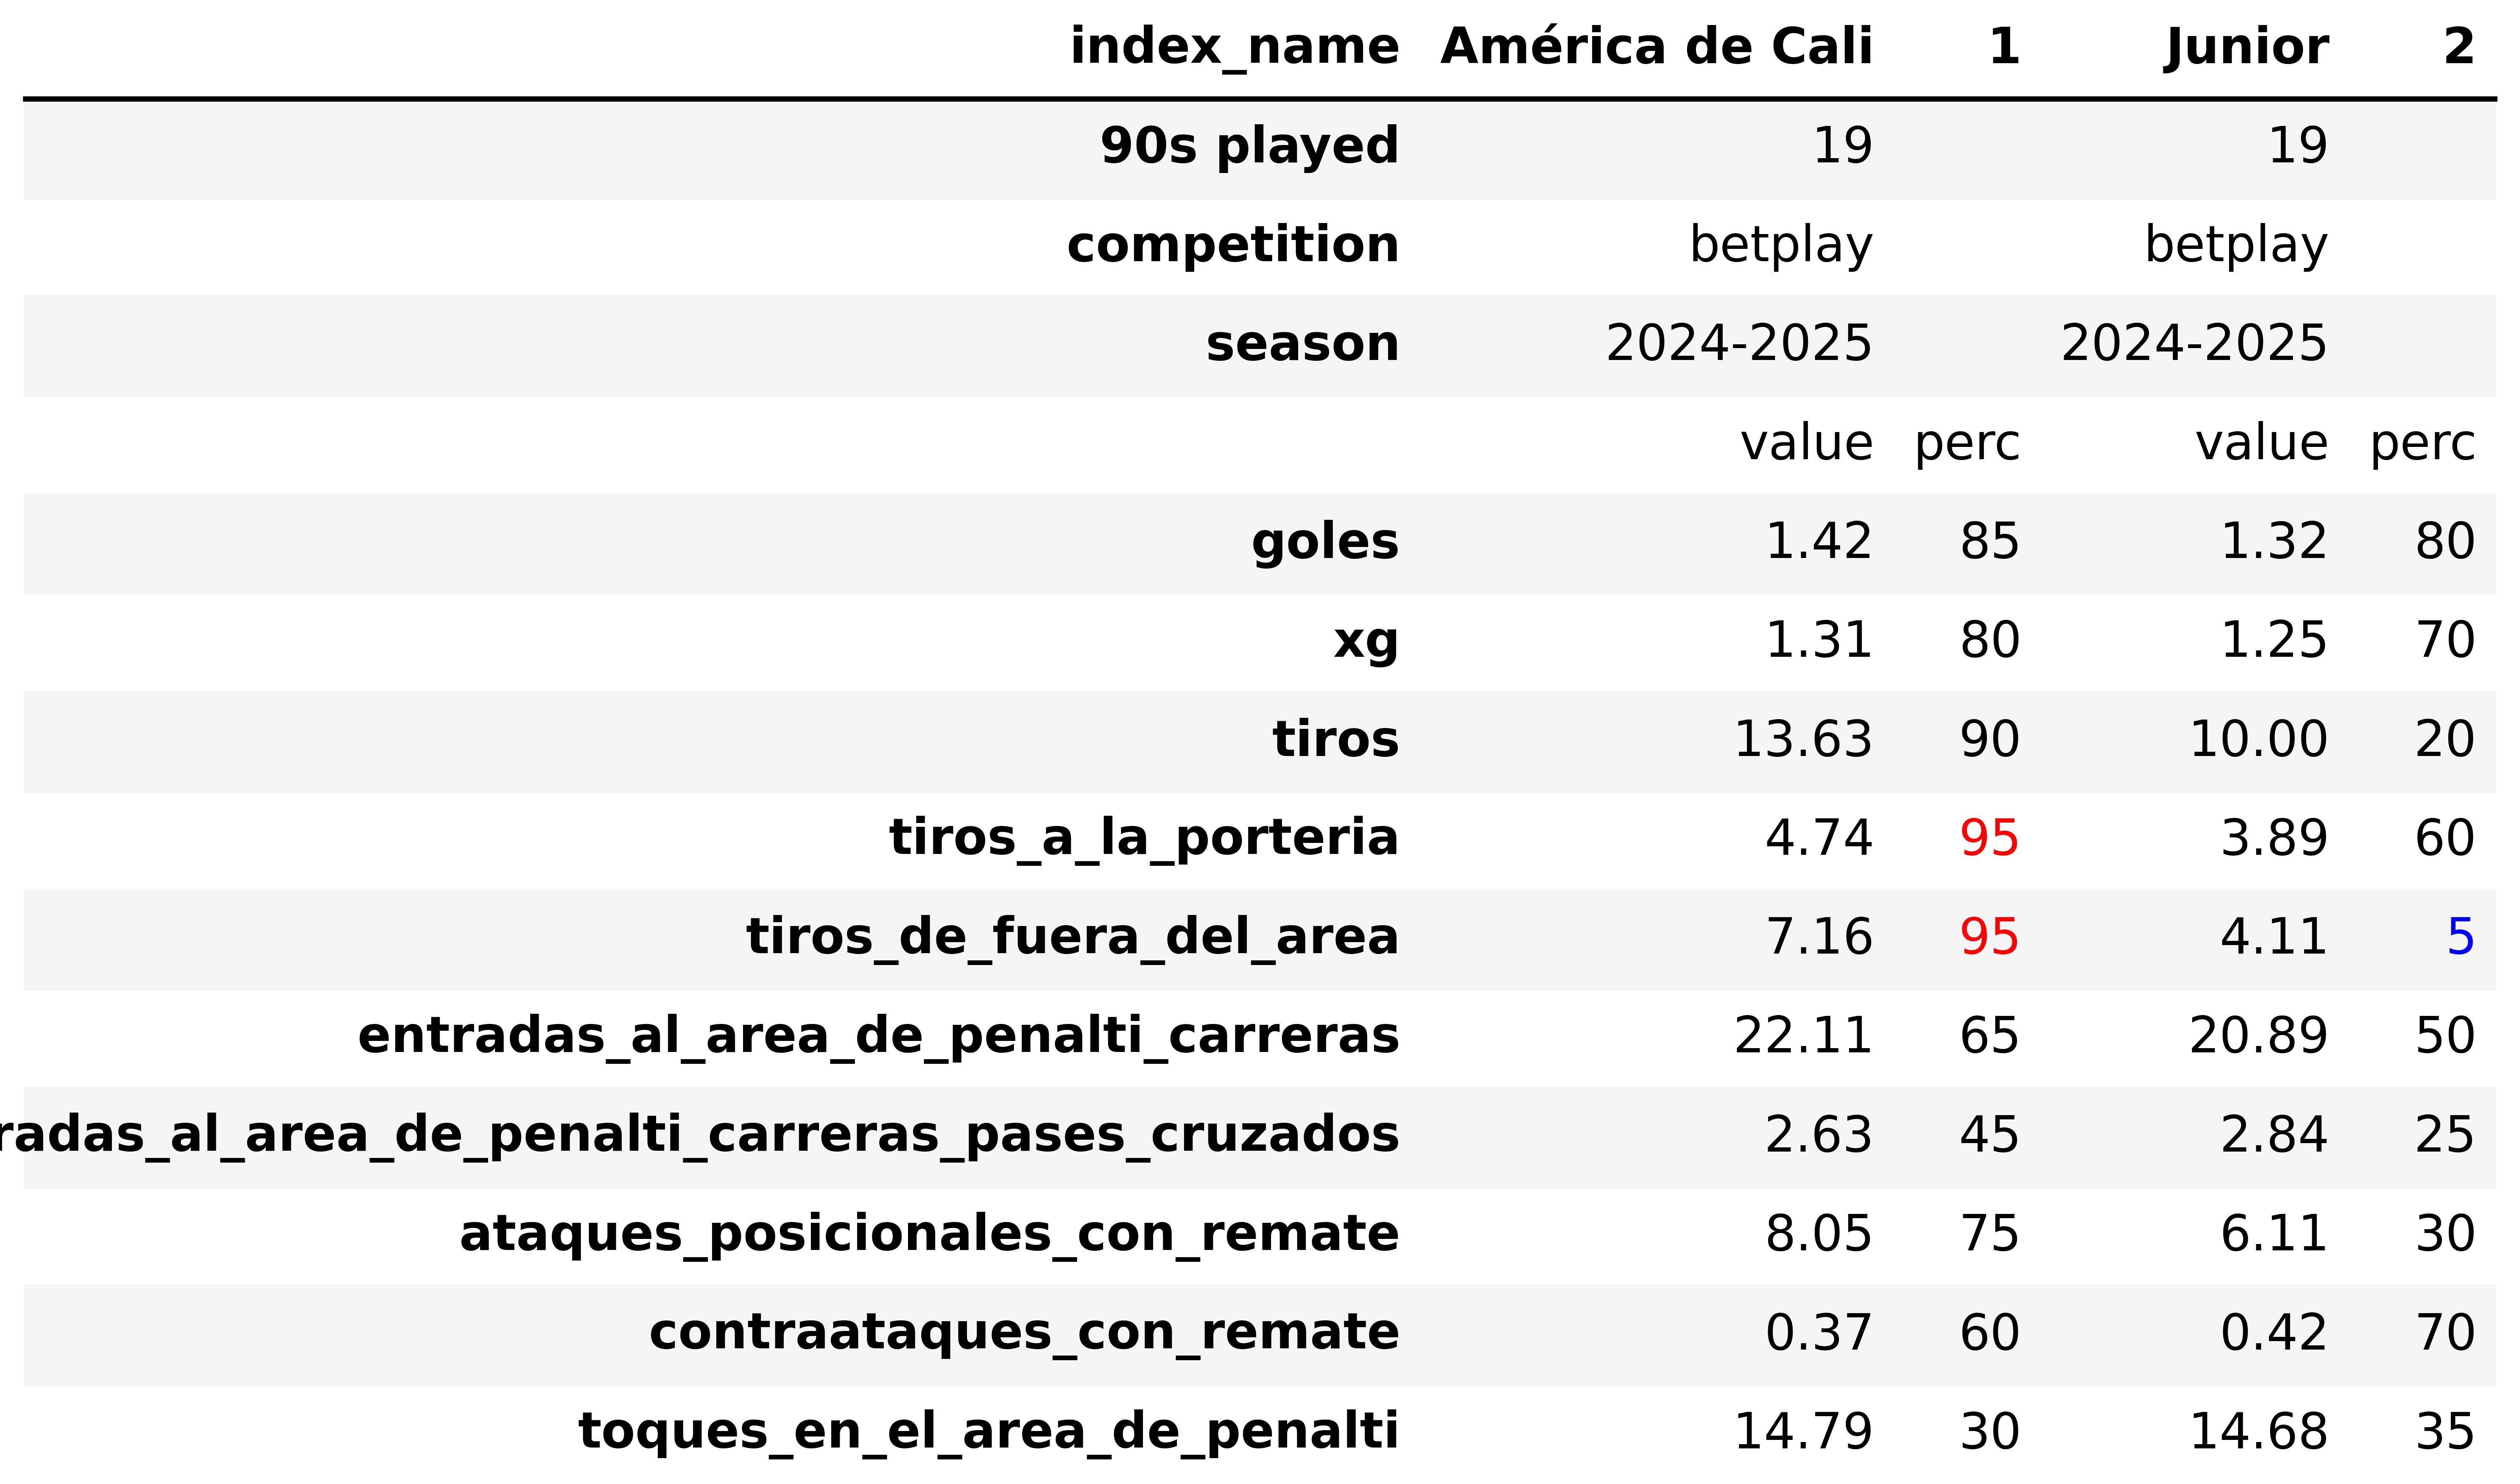 index_name América de Cali 1 Junior 2
90s played 19 19
competition betplay betplay
season 2024-2025 2024-2025
value perc value perc
goles 1.42 85 1.32 80
xg 1.31 80 1.25 70
tiros 13.63 90 10.00 20
tiros_a_la_porteria 4.74 95 3.89 60
tiros_de_fuera_del_area 7.16 95 4.11 5
entradas_al_area_de_penalti_carreras 22.11 65 20.89 50
radas_al_area_de_penalti_carreras_pases_cruzados 2.63 45 2.84 25
ataques_posicionales_con_remate 8.05 75 6.11 30
contraataques_con_remate 0.37 60 0.42 70
toques_en_el_area_de_penalti 14.79 30 14.68 35